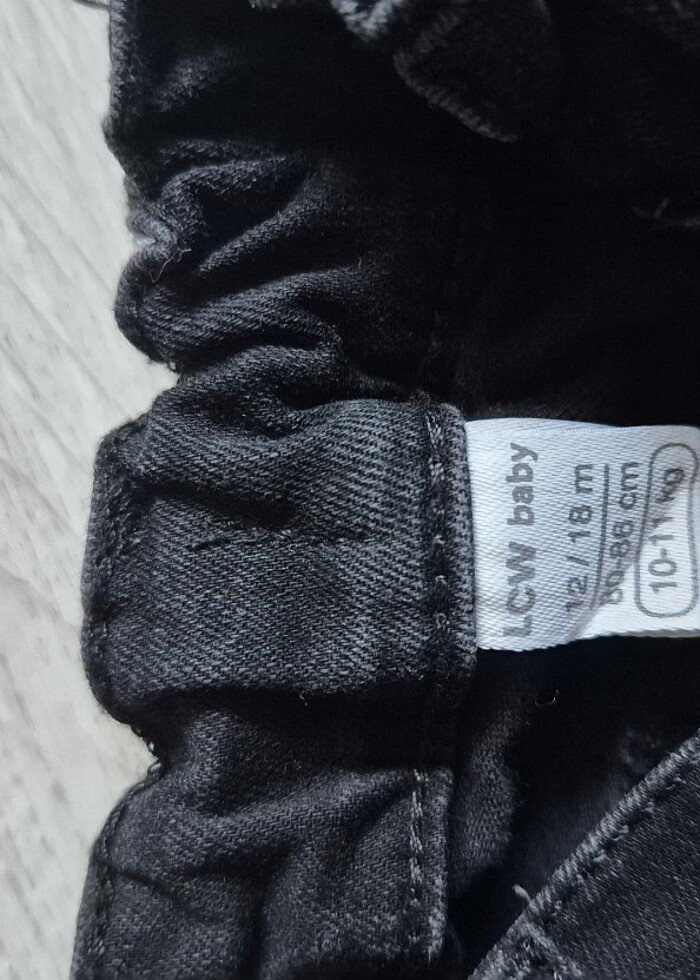 LCW baby
12 / 18 m
80-86 cm
10-11 kg